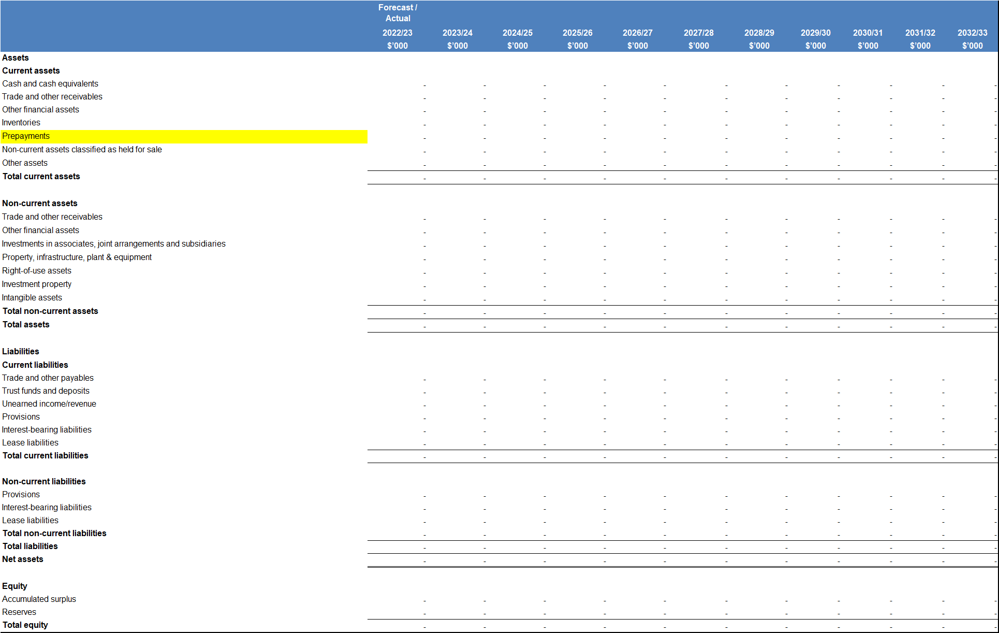 Forecast /
Actual
2022/23 2023/24 2024/25 2025/26 2026/27 2027/28 2028/29 2029/30 2030/31 2031/32 2032/33
$’000 $’000 $’000 $’000 $’000 $’000 $’000 $’000 $’000 $’000 $’000
Assets
Current assets
Cash and cash equivalents - - - - - - - - - - -
Trade and other receivables - - - - - - - - - - -
Other financial assets - - - - - - - - - - -
Inventories - - - - - - - - - - -
Prepayments - - - - - - - - - - -
Non-current assets classified as held for sale - - - - - - - - - - -
Other assets - - - - - - - - - - -
Total current assets - - - - - - - - - - -
Non-current assets
Trade and other receivables - - - - - - - - - - -
Other financial assets - - - - - - - - - - -
Investments in associates, joint arrangements and subsidiaries - - - - - - - - - - -
Property, infrastructure, plant & equipment - - - - - - - - - - -
Right-of-use assets - - - - - - - - - - -
Investment property - - - - - - - - - - -
Intangible assets - - - - - - - - - - -
Total non-current assets - - - - - - - - - - -
Total assets - - - - - - - - - - -
Liabilities
Current liabilities
Trade and other payables - - - - - - - - - - -
Trust funds and deposits - - - - - - - - - - -
Unearned income/revenue - - - - - - - - - - -
Provisions - - - - - - - - - - -
Interest-bearing liabilities - - - - - - - - - - -
Lease liabilities - - - - - - - - - - -
Total current liabilities - - - - - - - - - - -
Non-current liabilities
Provisions - - - - - - - - - - -
Interest-bearing liabilities - - - - - - - - - - -
Lease liabilities - - - - - - - - - - -
Total non-current liabilities - - - - - - - - - - -
Total liabilities - - - - - - - - - - -
Net assets - - - - - - - - - - -
Equity
Accumulated surplus - - - - - - - - - - -
Reserves - - - - - - - - - - -
Total equity - - - - - - - - - - -